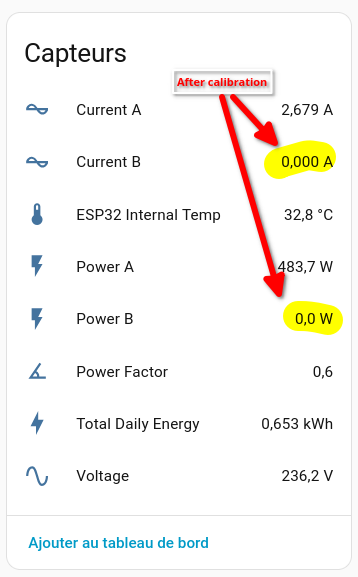 Capteurs
After calibration
Current A 2,679 A
Current B 0,000 A
ESP32 Internal Temp 32,8 °C
Power A 483,7 W
Power B 0,0 W
Power Factor 0,6
Total Daily Energy 0,653 kWh
Voltage 236,2 V
Ajouter au tableau de bord